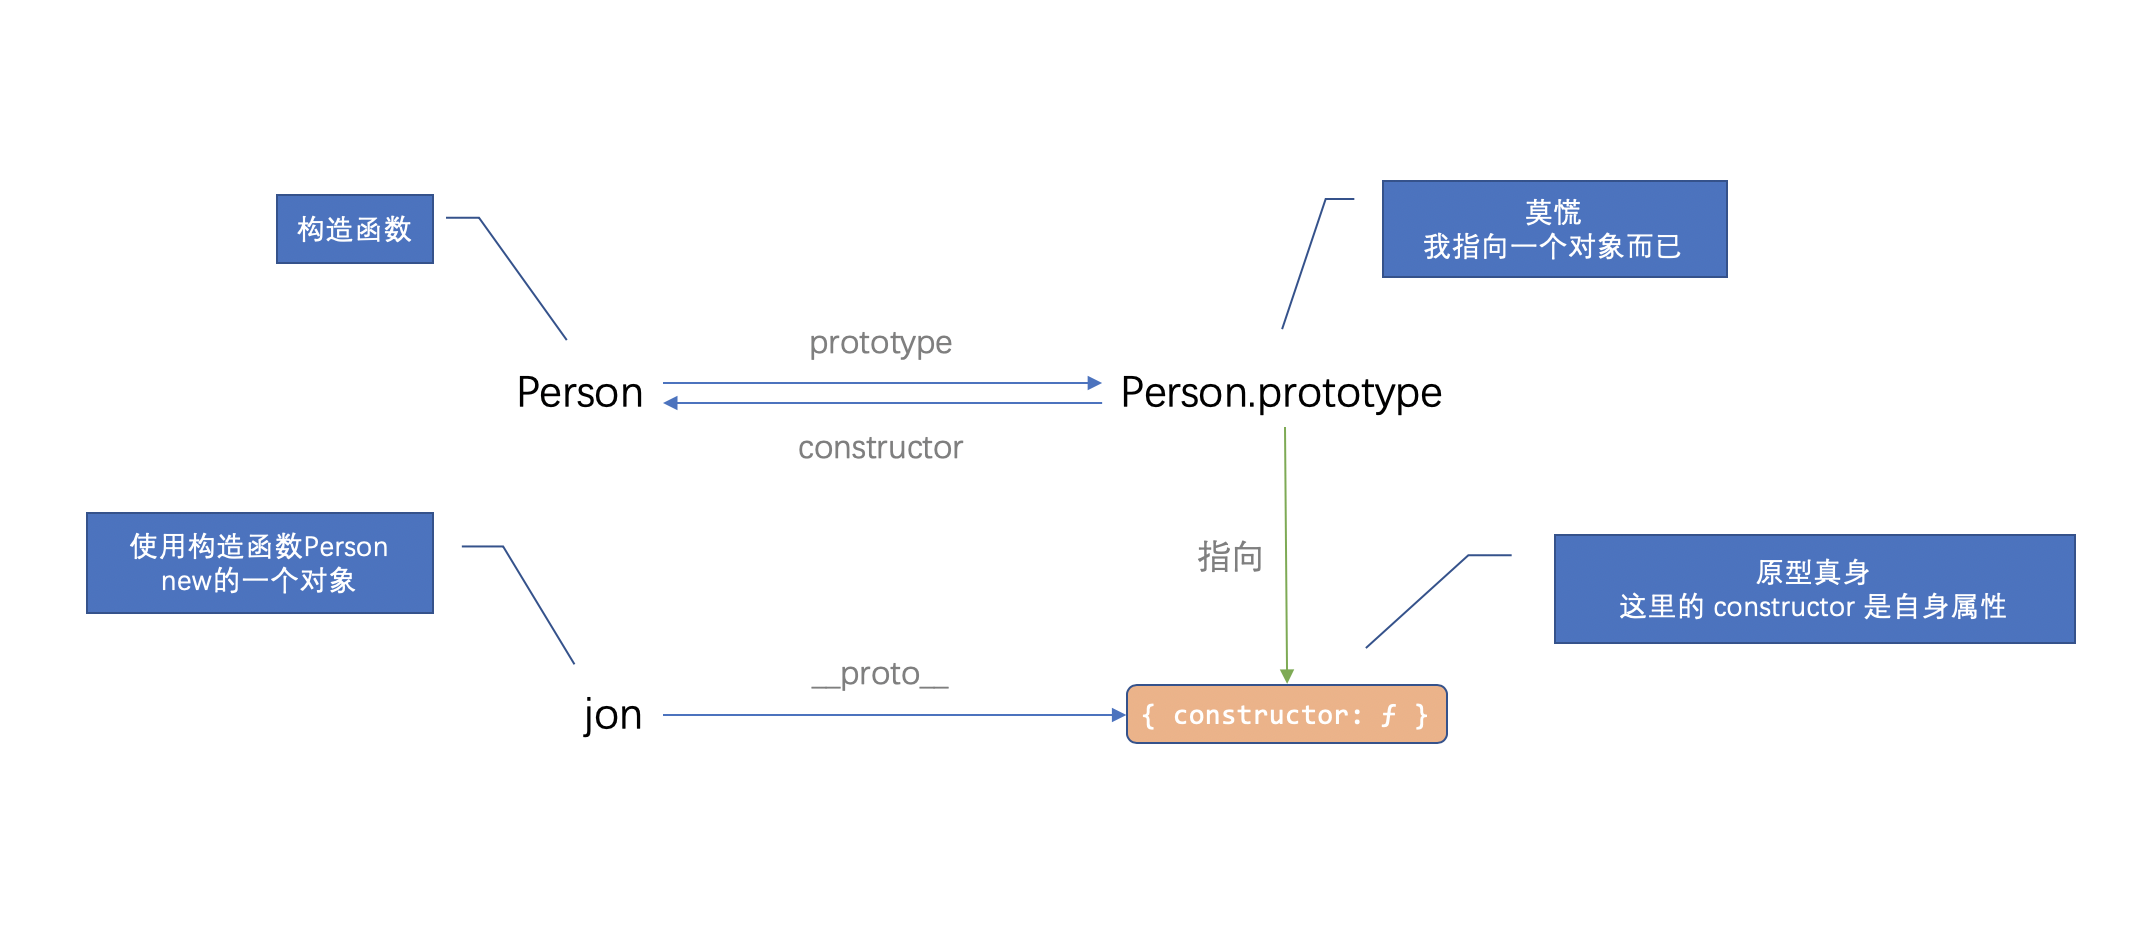 构造函数
莫慌
我指向一个对象而已
prototype
Person
Person.prototype
constructor
使用构造函数Person
new的一个对象
指向
原型真身
这里的 constructor 是自身属性
__proto__
jon
{ constructor: ƒ }